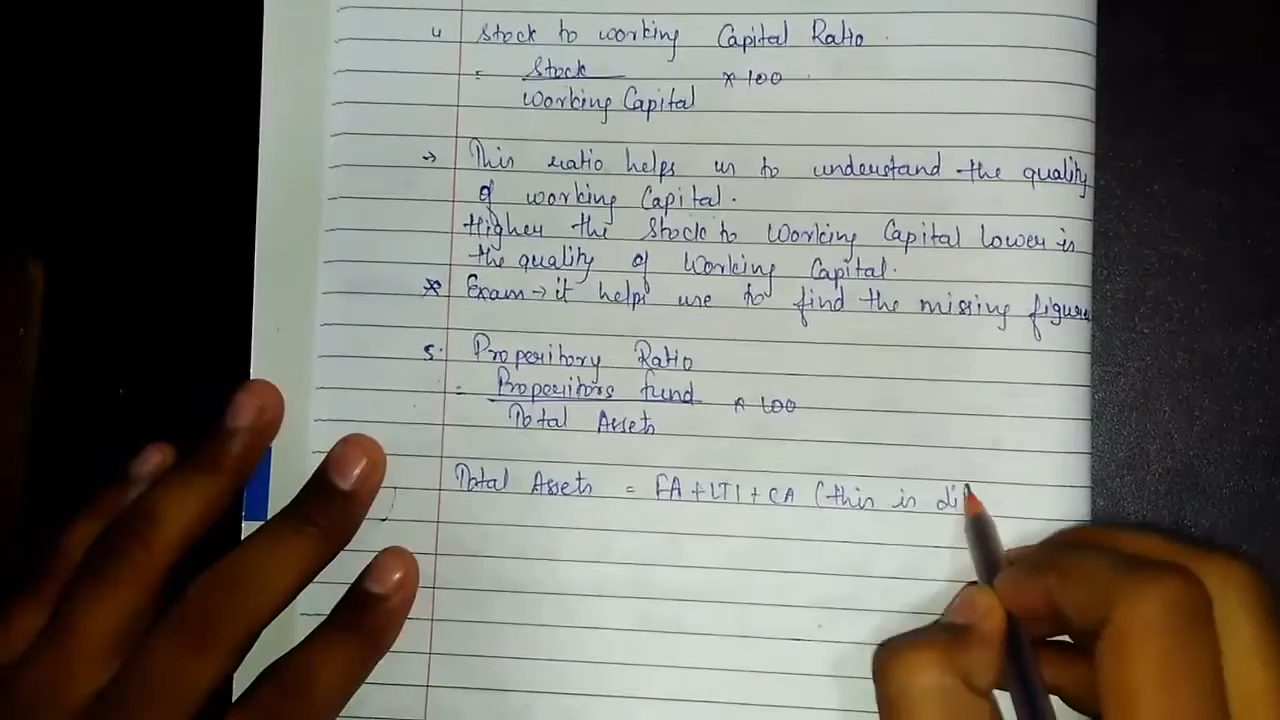 4 Stock to working Capital Ratio.
= Stock × 100
Working Capital
→ This ratio helps us to understand the quality
of working Capital.
Higher the Stock to Working Capital lower is
the quality of Working Capital.
* Exam → it helps use to find the missing figure
5. Properitory Ratio
= Properitors fund × 100
Total Assets
Total Assets = FA + LTI + CA (this is di